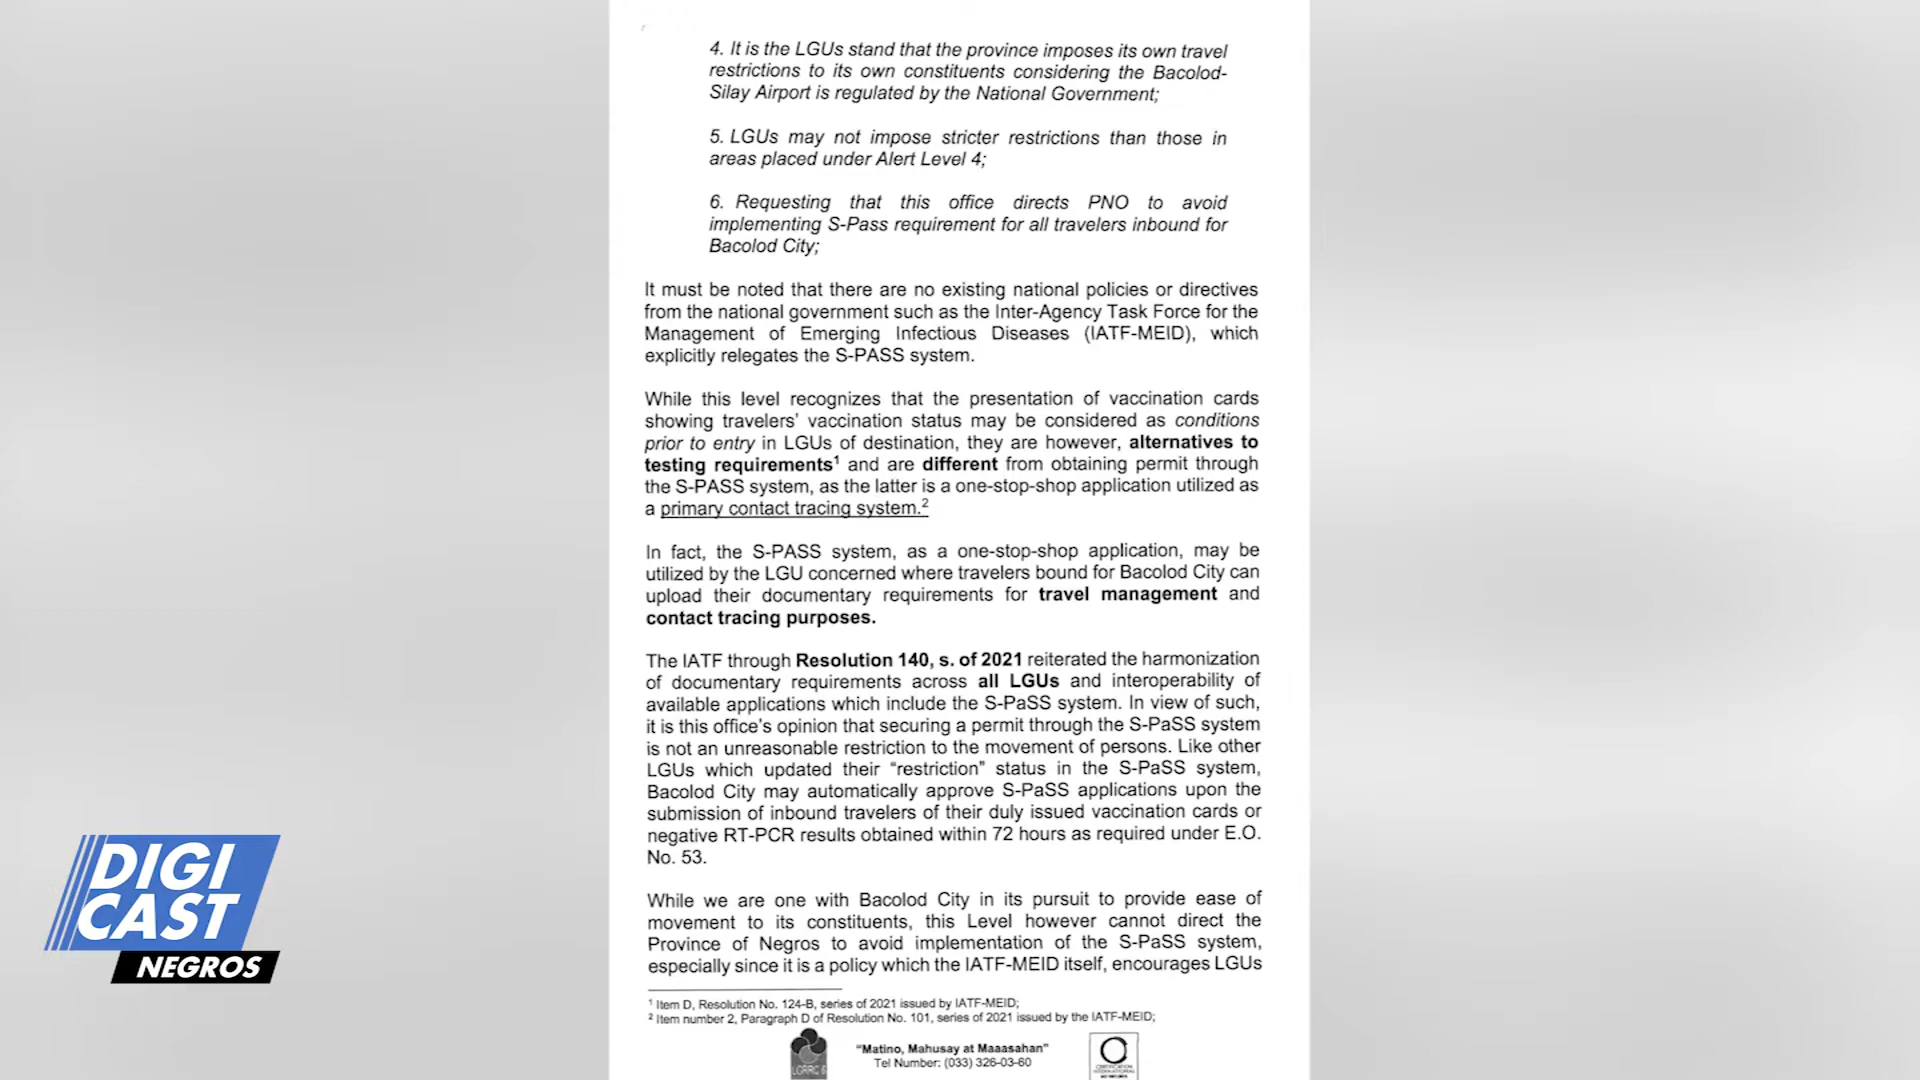 4. It is the LGUs stand that the province imposes its own travel
restrictions to its own constituents considering the Bacolod-
Silay Airport is regulated by the National Government;
5. LGUs may not impose stricter restrictions than those in
areas placed under Alert Level 4;
6. Requesting that this office directs PNO to avoid
implementing S-Pass requirement for all travelers inbound for
Bacolod City;
It must be noted that there are no existing national policies or directives
from the national government such as the Inter-Agency Task Force for the
Management of Emerging Infectious Diseases (IATF-MEID), which
explicitly relegates the S-PASS system.
While this level recognizes that the presentation of vaccination cards
showing travelers' vaccination status may be considered as conditions
prior to entry in LGUs of destination, they are however, alternatives to
testing requirements¹ and are different from obtaining permit through
the S-PASS system, as the latter is a one-stop-shop application utilized as
a primary contact tracing system.²
In fact, the S-PASS system, as a one-stop-shop application, may be
utilized by the LGU concerned where travelers bound for Bacolod City can
upload their documentary requirements for travel management and
contact tracing purposes.
The IATF through Resolution 140, s. of 2021 reiterated the harmonization
of documentary requirements across all LGUs and interoperability of
available applications which include the S-PaSS system. In view of such,
it is this office's opinion that securing a permit through the S-PaSS system
is not an unreasonable restriction to the movement of persons. Like other
LGUs which updated their "restriction" status in the S-PaSS system,
Bacolod City may automatically approve S-PaSS applications upon the
submission of inbound travelers of their duly issued vaccination cards or
negative RT-PCR results obtained within 72 hours as required under E.O.
No. 53.
While we are one with Bacolod City in its pursuit to provide ease of
movement to its constituents, this Level however cannot direct the
Province of Negros to avoid implementation of the S-PaSS system,
especially since it is a policy which the IATF-MEID itself, encourages LGUs
¹ Item D, Resolution No. 124-B, series of 2021 issued by IATF-MEID;
² Item number 2, Paragraph D of Resolution No. 101, series of 2021 issued by the IATF-MEID;
"Matino, Mahusay at Maaasahan"
Tel Number: (033) 326-03-60
LGRRC 6
CERTIFICATION
INTERNATIONAL
DIGI
CAST
NEGROS